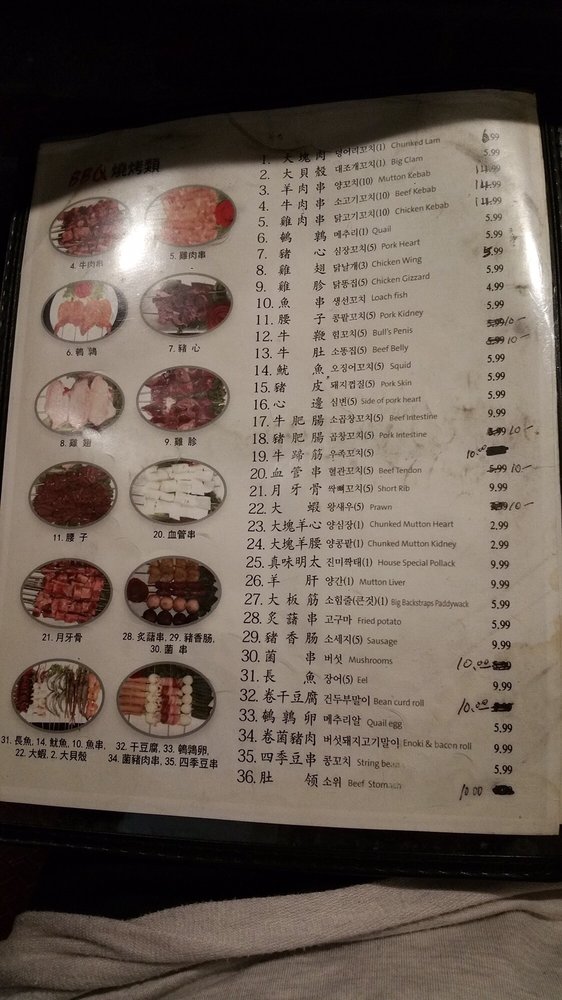 BBQ 燒烤類
4. 牛肉串
5. 雞肉串
6. 鵪鶉
7. 豬心
8. 雞翅
9. 雞胗
11. 腰子
20. 血管串
21. 月牙骨
28. 炙蕃串, 29. 豬香肠,
30. 菌串
31. 長魚, 14. 魷魚, 10. 魚串,
22. 大蝦, 2. 大貝殼
32. 干豆腐, 33. 鵪鶉卵,
34. 菌豬肉串, 35. 四季豆串
1. 大塊肉 덩어리꼬치(1) Chunked Lam 6.99
2. 大貝殼 대조개꼬치(1) Big Clam 5.99
3. 羊肉串 양꼬치(10) Mutton Kebab 14.99
4. 牛肉串 소고기꼬치(10) Beef Kebab 14.99
5. 雞肉串 닭고기꼬치(10) Chicken Kebab 14.99
6. 鵪鶉 메추리(1) Quail 5.99
7. 豬心 심장꼬치(5) Pork Heart 5.99
8. 雞翅 닭날개(3) Chicken Wing 5.99
9. 雞胗 닭똥집(5) Chicken Gizzard 5.99
10. 魚串 생선꼬치 Loach fish 4.99
11. 腰子 콩팥꼬치(1) Pork Kidney 5.99
12. 牛鞭 힘꼬치(1) Bull's Penis 5.99 10-
13. 牛肚 소똥집(5) Beef Belly 5.99 10-
14. 魷魚 오징어꼬치(5) Squid 5.99
15. 豬皮 돼지껍질(5) Pork Skin 5.99
16. 心邊 심변(5) Side of pork heart 5.99
17. 牛肥腸 소곱창꼬치(5) Beef Intestine 9.99
18. 豬肥腸 곱창꼬치(5) Pork Intestine 10-
19. 牛蹄筋 우족꼬치(5) 10.00
20. 血管串 혈관꼬치(5) Beef Tendon 5.99 10-
21. 月牙骨 싹뼈꼬치(5) Short Rib 9.99
22. 大蝦 왕새우(5) Prawn 10-
23. 大塊羊心 양심장(1) Chunked Mutton Heart 2.99
24. 大塊羊腰 양콩팥(1) Chunked Mutton Kidney 2.99
25. 真味明太 진미짝태(1) House Special Pollack 9.99
26. 羊肝 양간(1) Mutton Liver 9.99
27. 大板筋 소힘줄(큰것)(1) Big Backstraps Paddywack 5.99
28. 炙蕃串 고구마 Fried potato 5.99
29. 豬香肠 소세지(5) Sausage 9.99
30. 菌串 버섯 Mushrooms 10.00
31. 長魚 장어(5) Eel 9.99
32. 卷干豆腐 건두부말이 Bean curd roll 10.00
33. 鵪鶉卵 메추리알 Quail egg 5.99
34. 卷菌豬肉 버섯돼지고기말이 Enoki & bacon roll 9.99
35. 四季豆串 콩꼬치 String bean 5.99
36. 肚领 소위 Beef Stomach 10.00